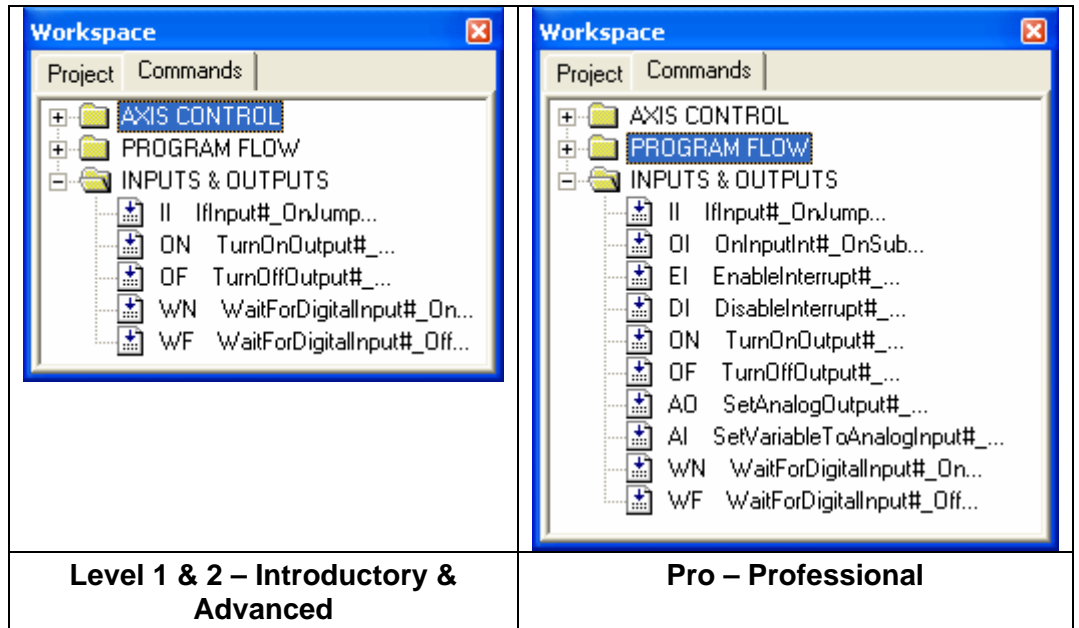 Workspace
Project Commands
AXIS CONTROL
PROGRAM FLOW
INPUTS & OUTPUTS
II IfInput#_OnJump...
ON TurnOnOutput#_...
OF TurnOffOutput#_...
WN WaitForDigitalInput#_On...
WF WaitForDigitalInput#_Off...
Level 1 & 2 – Introductory &
Advanced
Workspace
Project Commands
AXIS CONTROL
PROGRAM FLOW
INPUTS & OUTPUTS
II IfInput#_OnJump...
OI OnInputInt#_OnSub...
EI EnableInterrupt#_...
DI DisableInterrupt#_...
ON TurnOnOutput#_...
OF TurnOffOutput#_...
AO SetAnalogOutput#_...
AI SetVariableToAnalogInput#_...
WN WaitForDigitalInput#_On...
WF WaitForDigitalInput#_Off...
Pro – Professional